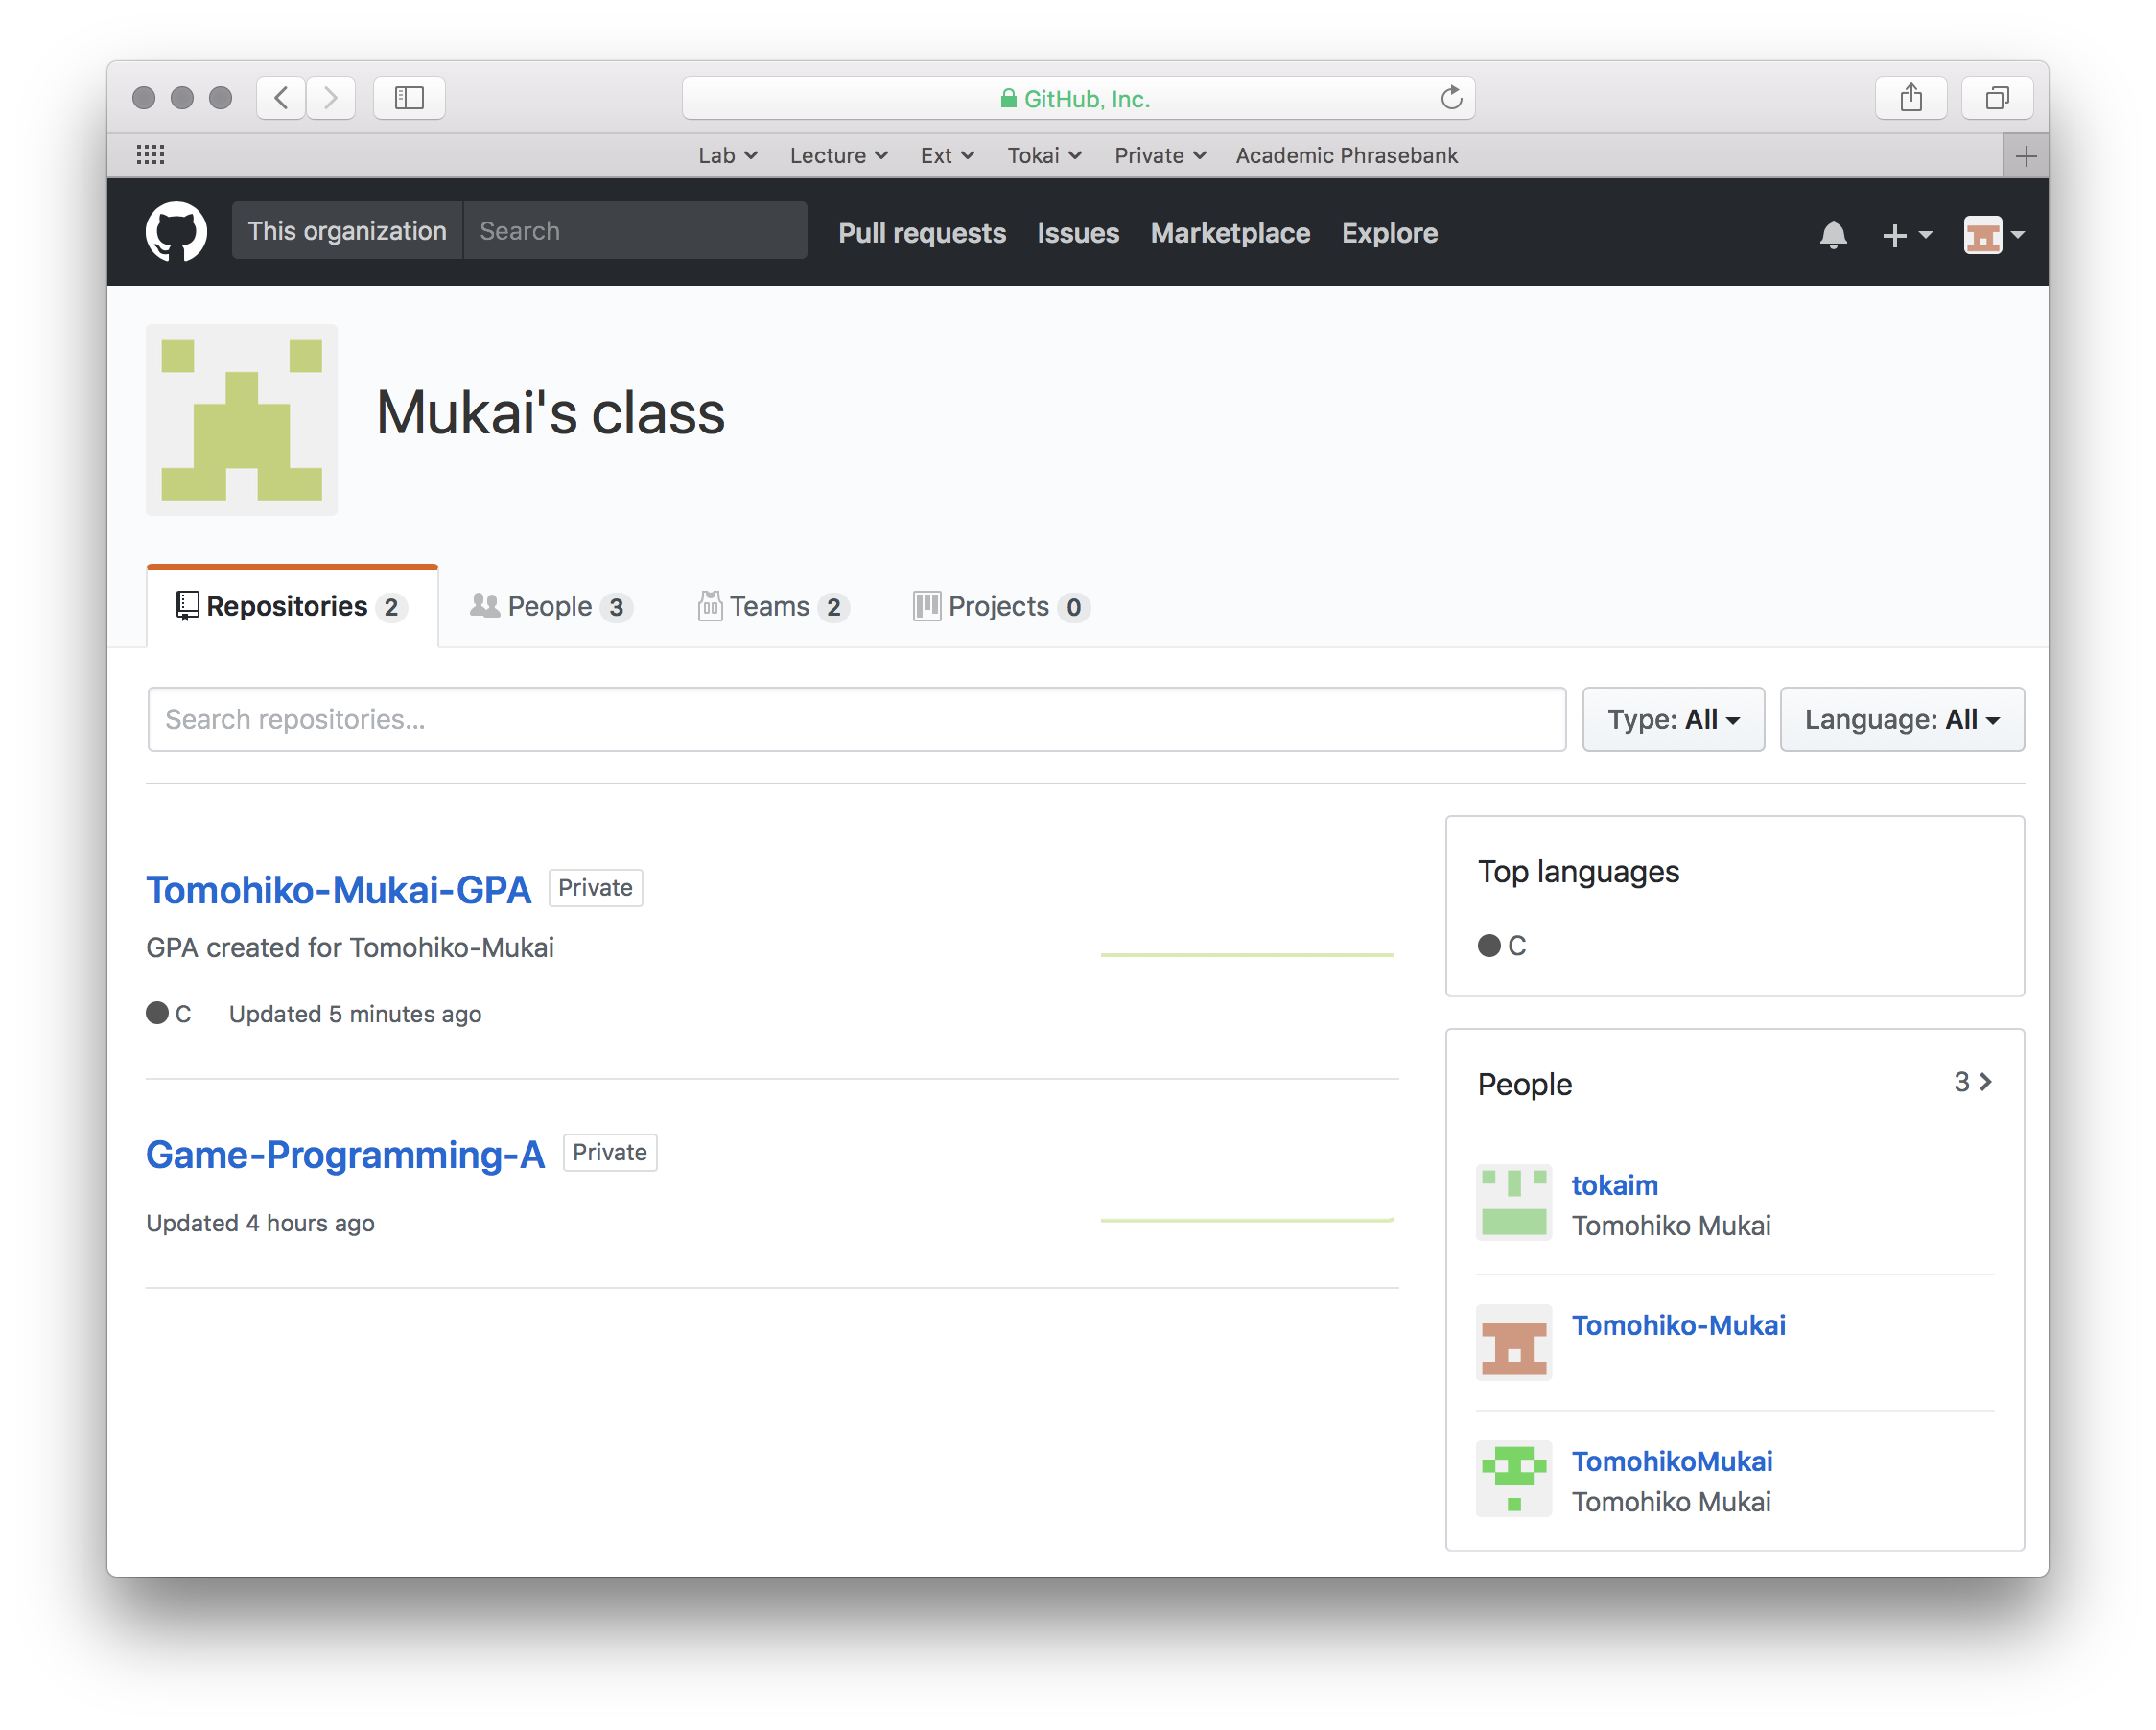 GitHub, Inc.
Lab Lecture Ext Tokai Private Academic Phrasebank
This organization Search Pull requests Issues Marketplace Explore
Mukai's class
Repositories 2 People 3 Teams 2 Projects 0
Search repositories... Type: All Language: All
Tomohiko-Mukai-GPA Private
GPA created for Tomohiko-Mukai
C Updated 5 minutes ago
Game-Programming-A Private
Updated 4 hours ago
Top languages
C
People 3
tokaim
Tomohiko Mukai
Tomohiko-Mukai
TomohikoMukai
Tomohiko Mukai